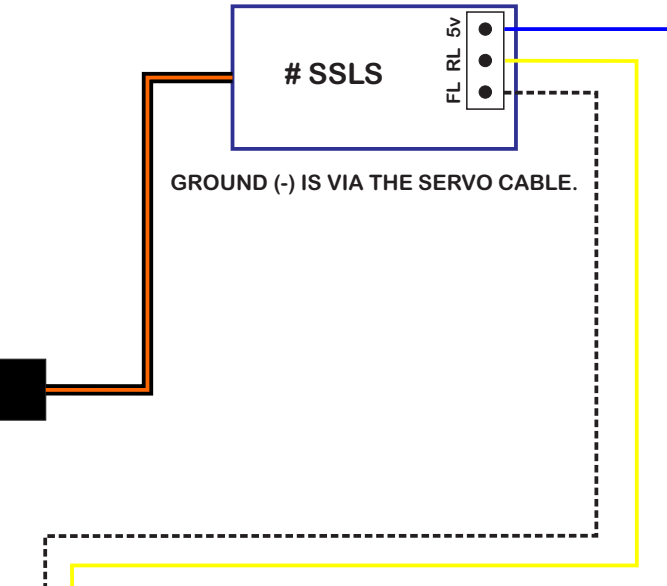 # SSLS
5v
RL
FL
GROUND (-) IS VIA THE SERVO CABLE.